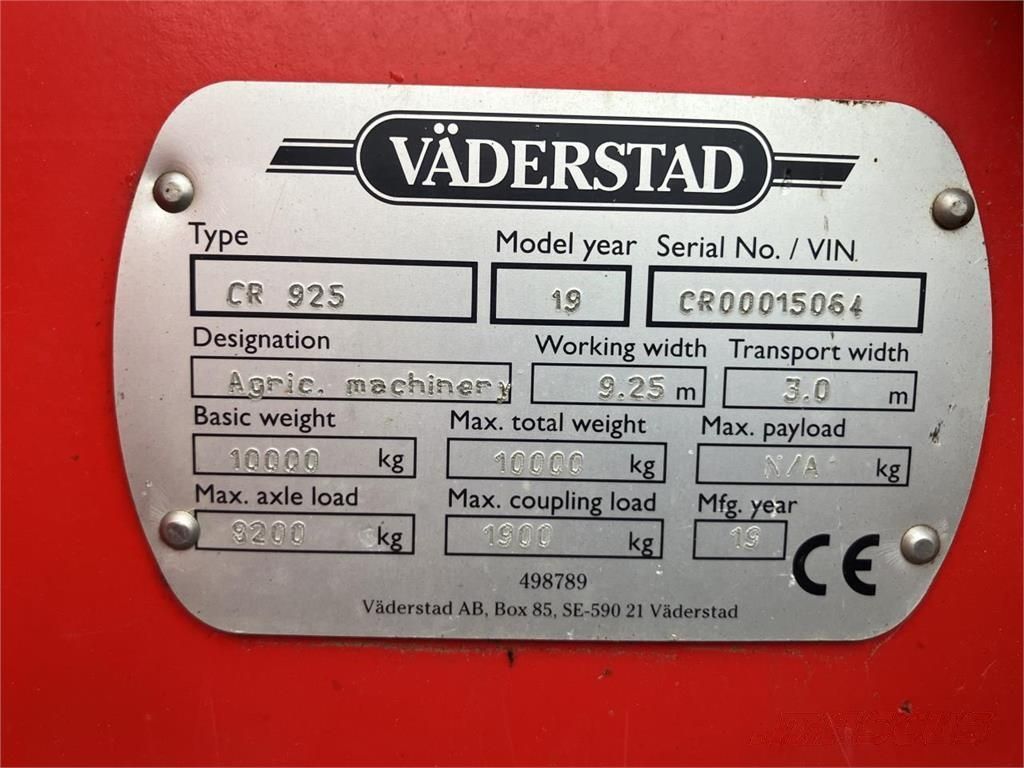 VÄDERSTAD
Type Model year Serial No. / VIN.
CR 925 19 CR00015064
Designation Working width Transport width
Agric. machinery 9.25 m 3.0 m
Basic weight Max. total weight Max. payload
10000 kg 10000 kg N/A kg
Max. axle load Max. coupling load Mfg. year
kg 1900 kg 19
CE
498789
Väderstad AB, Box 85, SE-590 21 Väderstad